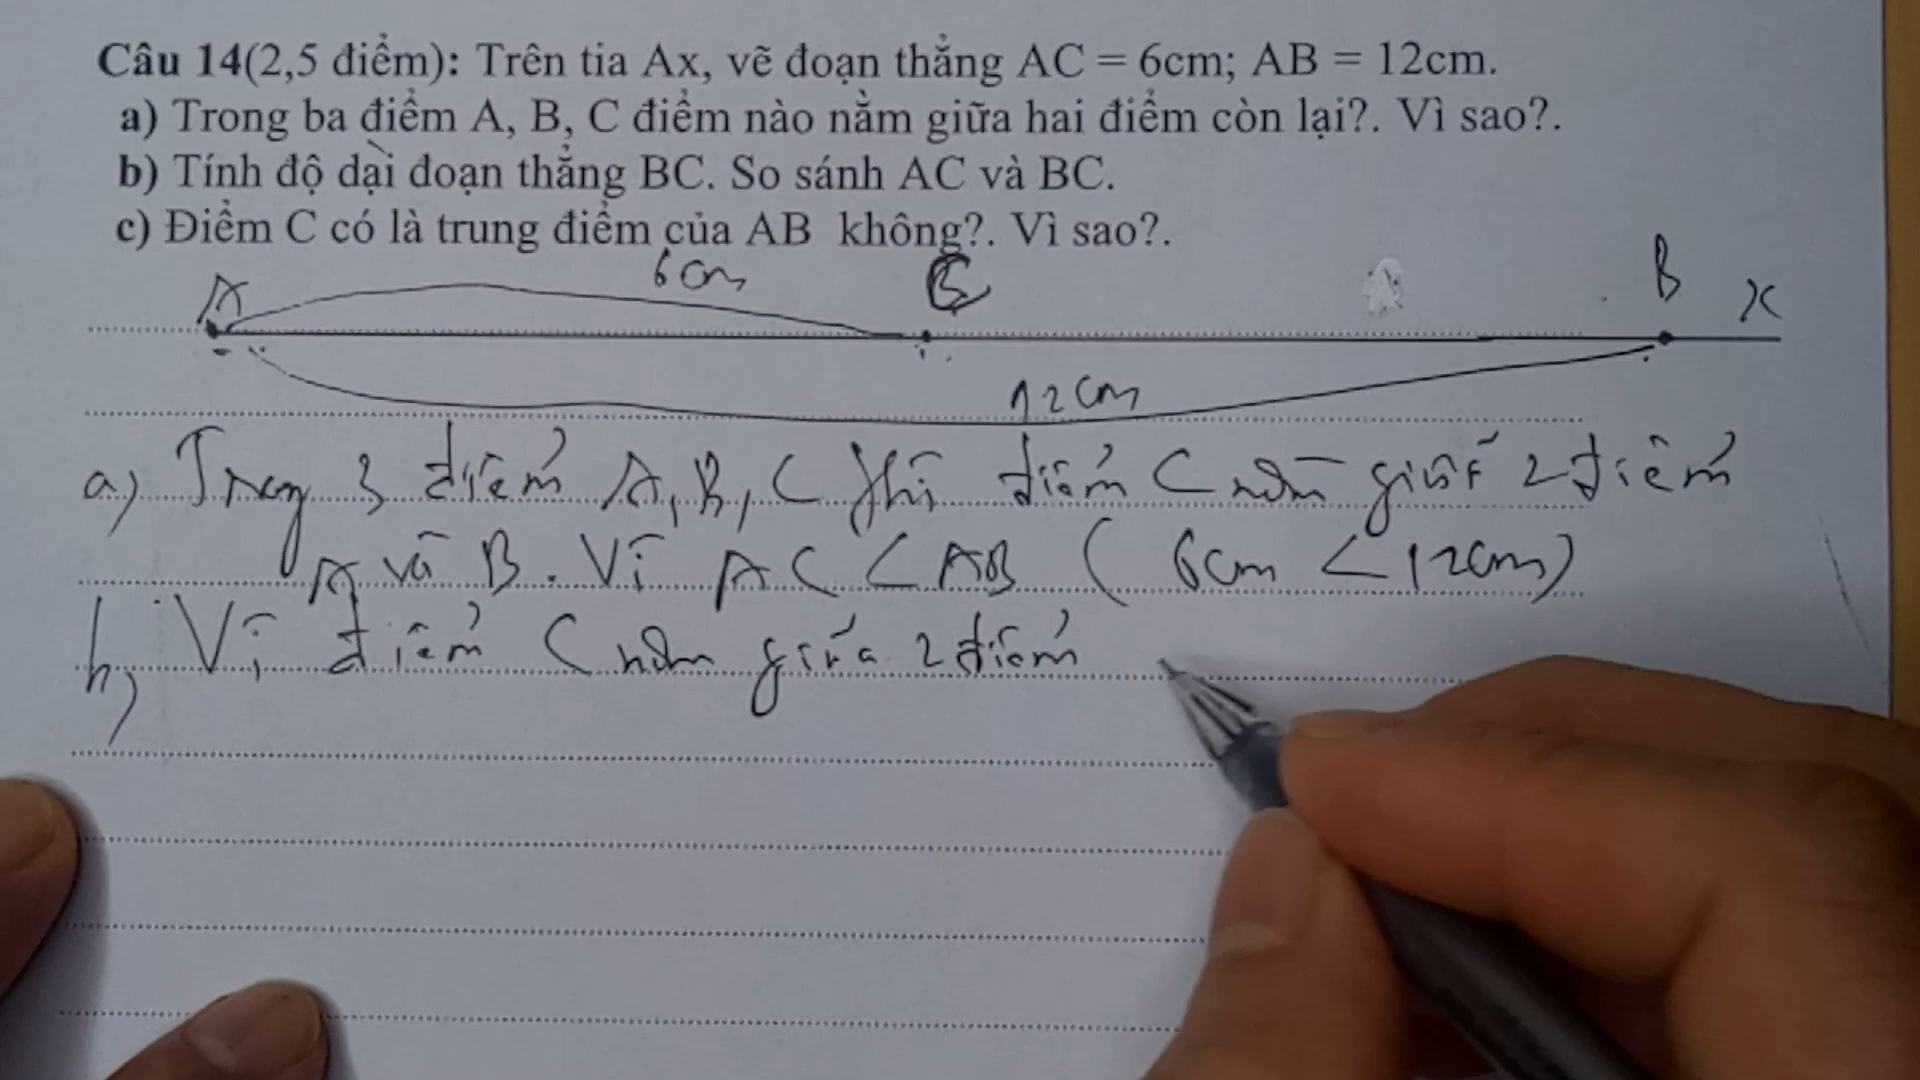 Câu 14(2,5 điểm): Trên tia Ax, vẽ đoạn thẳng AC = 6cm; AB = 12cm.
a) Trong ba điểm A, B, C điểm nào nằm giữa hai điểm còn lại?. Vì sao?.
b) Tính độ dài đoạn thẳng BC. So sánh AC và BC.
c) Điểm C có là trung điểm của AB không?. Vì sao?.
6cm
A C B x
12cm
a) Trong 3 điểm A, B, C thì điểm C nằm giữa 2 điểm
A và B. Vì AC < AB ( 6cm < 12cm)
b) Vì điểm C nằm giữa 2 điểm